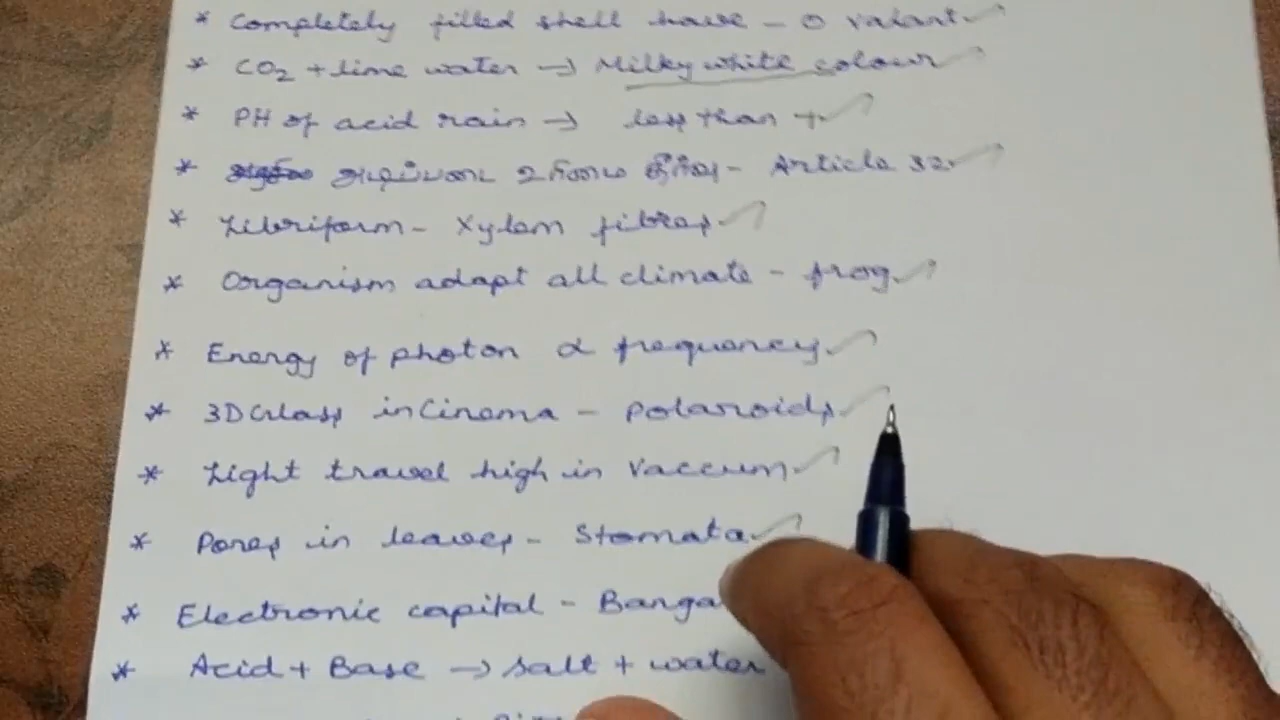 * Completely filled shell have - 0 valant
* CO2 + lime water → Milky white colour
* PH of acid rain → less than 7
* அடிப்படை உரிமை தீர்வு - Article 32
* Libriform - Xylem fibres
* Organism adapt all climate - frog
* Energy of photon α frequency
* 3D Glass in Cinema - Polaroids
* Light travel high in Vaccum
* Pores in leaves - Stomata
* Electronic capital - Banga
* Acid + Base → salt + water